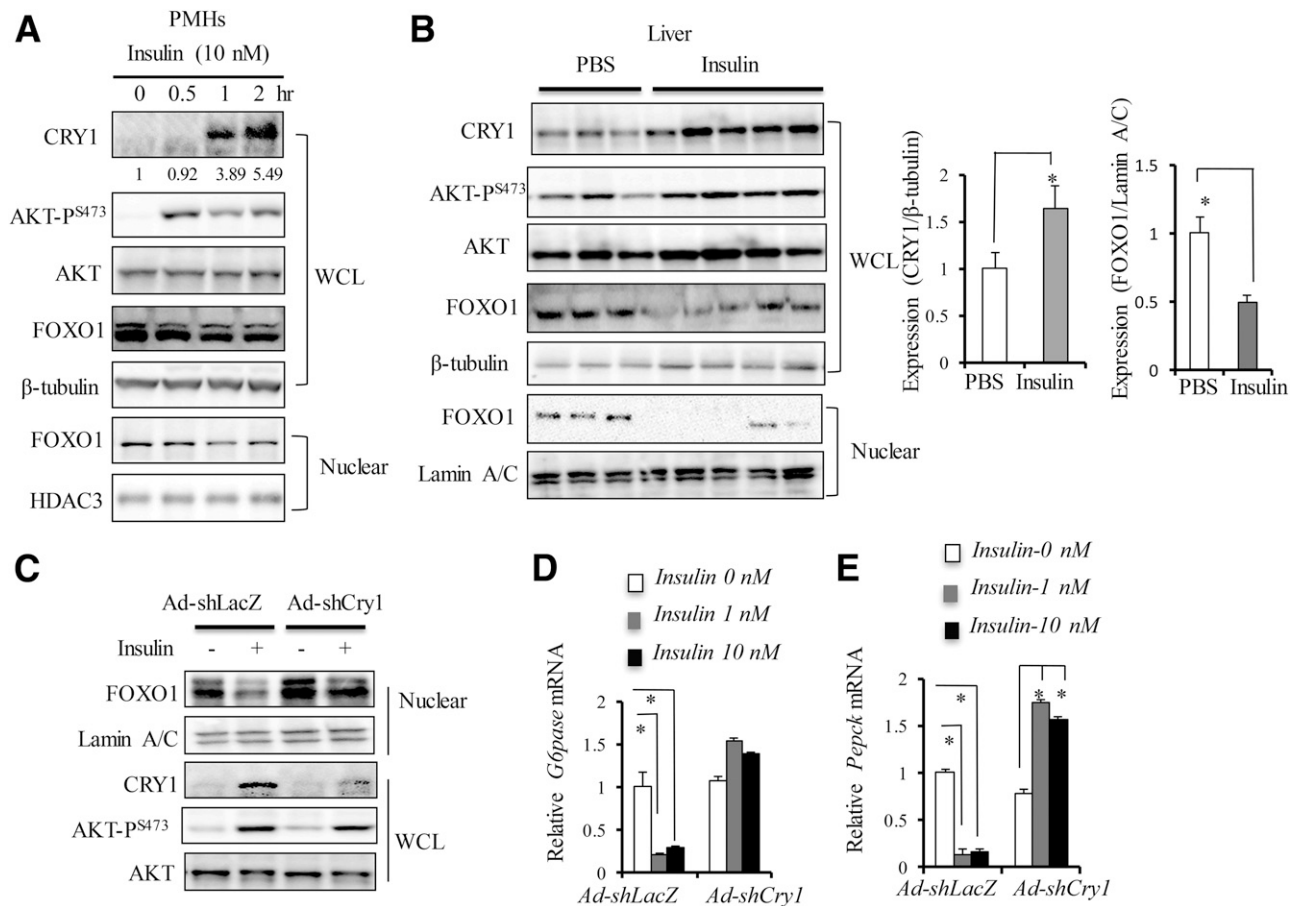 A
PMHs
Insulin (10 nM)
0 0.5 1 2 hr
CRY1
1 0.92 3.89 5.49
AKT-P^S473
AKT
WCL
FOXO1
β-tubulin
FOXO1
Nuclear
HDAC3
B
Liver
PBS Insulin
CRY1
AKT-P^S473
AKT
WCL
FOXO1
β-tubulin
FOXO1
Nuclear
Lamin A/C
Expression (CRY1/β-tubulin)
2
1.5
1
0.5
0
*
PBS Insulin
Expression (FOXO1/Lamin A/C)
1.5
1
0.5
0
*
PBS Insulin
C
Ad-shLacZ Ad-shCry1
Insulin - + - +
FOXO1
Nuclear
Lamin A/C
CRY1
AKT-P^S473
WCL
AKT
D
Insulin 0 nM
Insulin 1 nM
Insulin 10 nM
Relative G6pase mRNA
2
1.5
1
0.5
0
*
*
Ad-shLacZ Ad-shCry1
E
Insulin-0 nM
Insulin-1 nM
Insulin-10 nM
Relative Pepck mRNA
2
1.5
1
0.5
0
*
*
* *
Ad-shLacZ Ad-shCry1